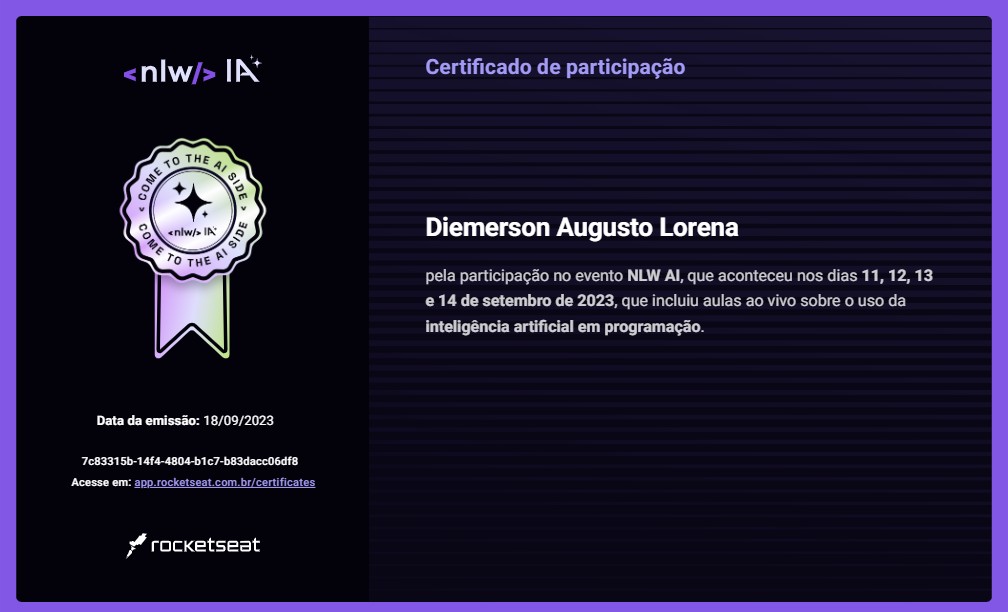 <nlw/> IA
COME TO THE AI SIDE
<nlw/> IA
COME TO THE AI SIDE
Data da emissão: 18/09/2023
7c83315b-14f4-4804-b1c7-b83dacc06df8
Acesse em: app.rocketseat.com.br/certificates
rocketseat
Certificado de participação
Diemerson Augusto Lorena
pela participação no evento NLW AI, que aconteceu nos dias 11, 12, 13
e 14 de setembro de 2023, que incluiu aulas ao vivo sobre o uso da
inteligência artificial em programação.